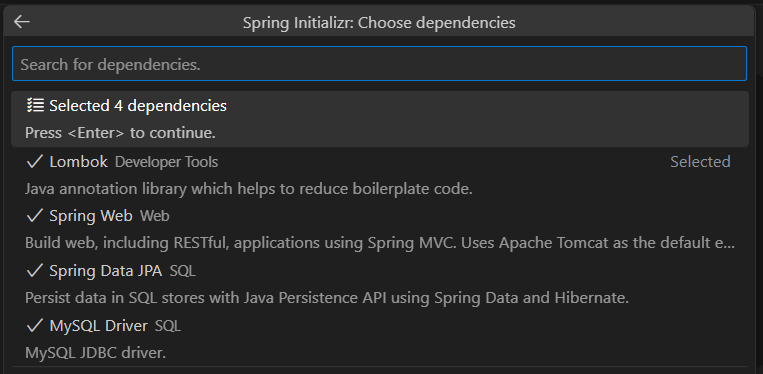 Spring Initializr: Choose dependencies
Search for dependencies.
Selected 4 dependencies
Press <Enter> to continue.
Lombok Developer Tools Selected
Java annotation library which helps to reduce boilerplate code.
Spring Web Web
Build web, including RESTful, applications using Spring MVC. Uses Apache Tomcat as the default e...
Spring Data JPA SQL
Persist data in SQL stores with Java Persistence API using Spring Data and Hibernate.
MySQL Driver SQL
MySQL JDBC driver.